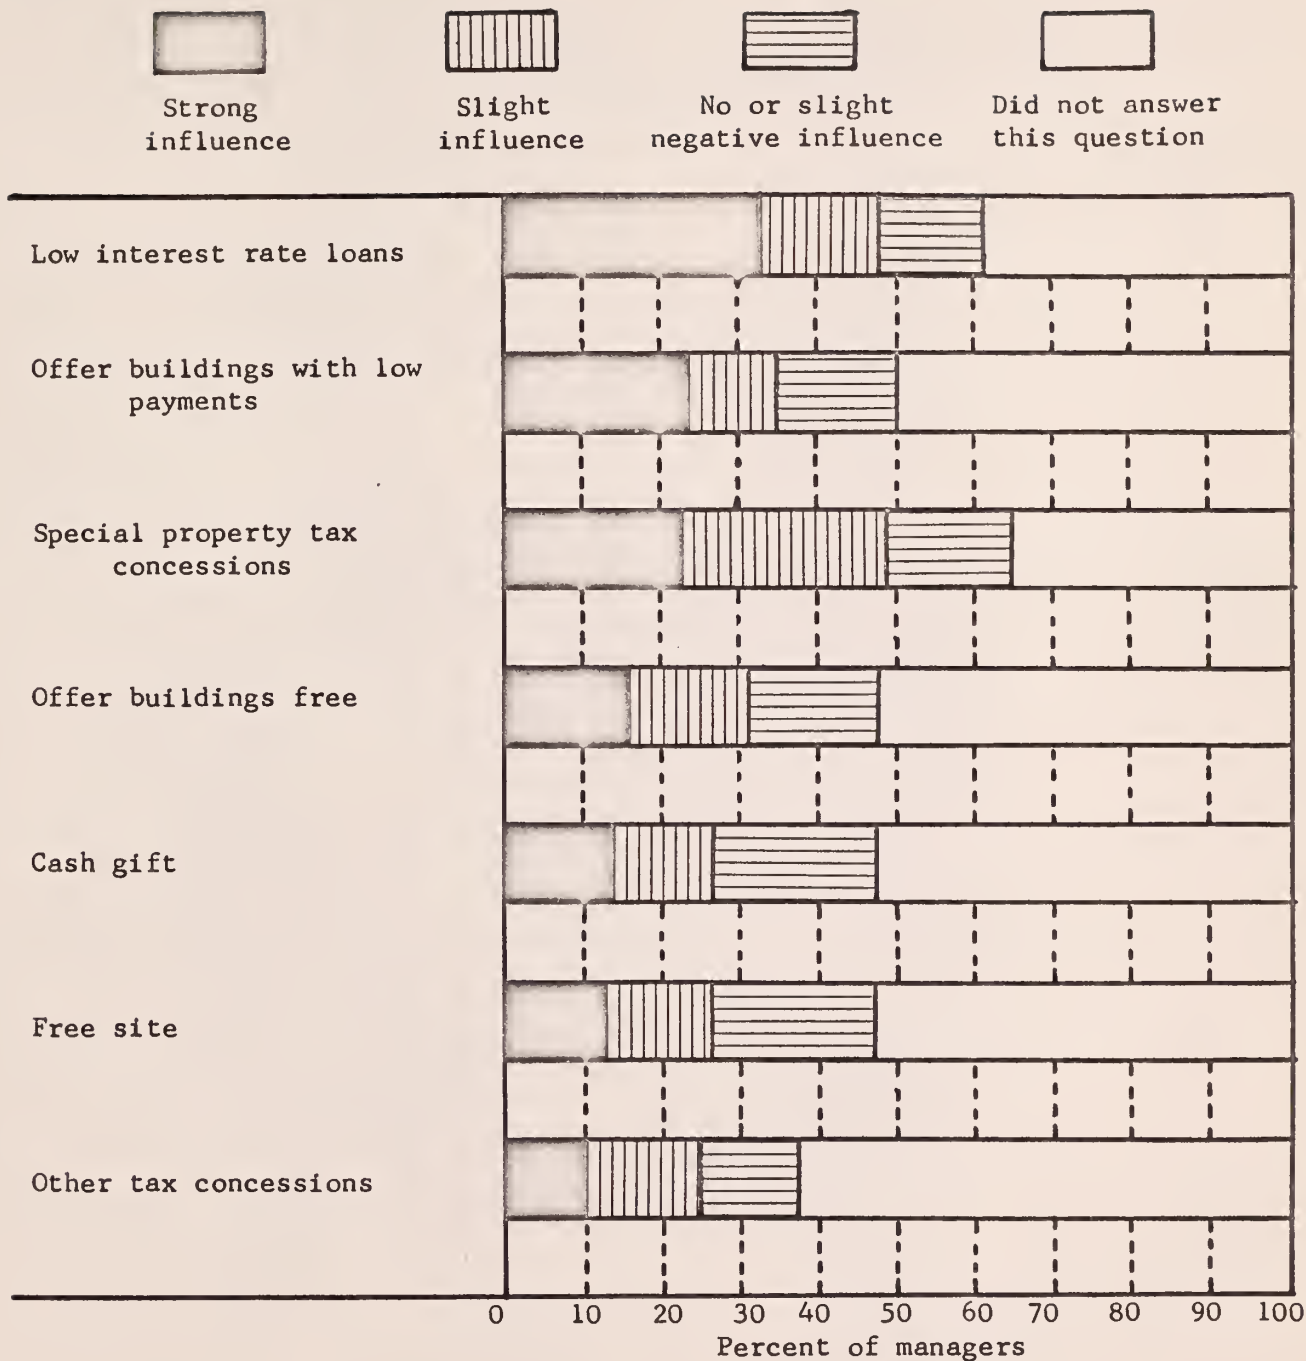 Strong influence
Slight influence
No or slight negative influence
Did not answer this question
Low interest rate loans
Offer buildings with low
payments
Special property tax
concessions
Offer buildings free
Cash gift
Free site
Other tax concessions
0 10 20 30 40 50 60 70 80 90 100
Percent of managers